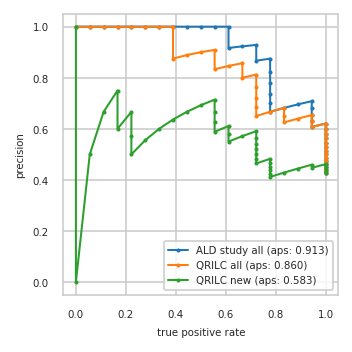 1.0
0.8
0.6
0.4
0.2
0.0
precision
ALD study all (aps: 0.913)
QRILC all (aps: 0.860)
QRILC new (aps: 0.583)
0.0 0.2 0.4 0.6 0.8 1.0
true positive rate